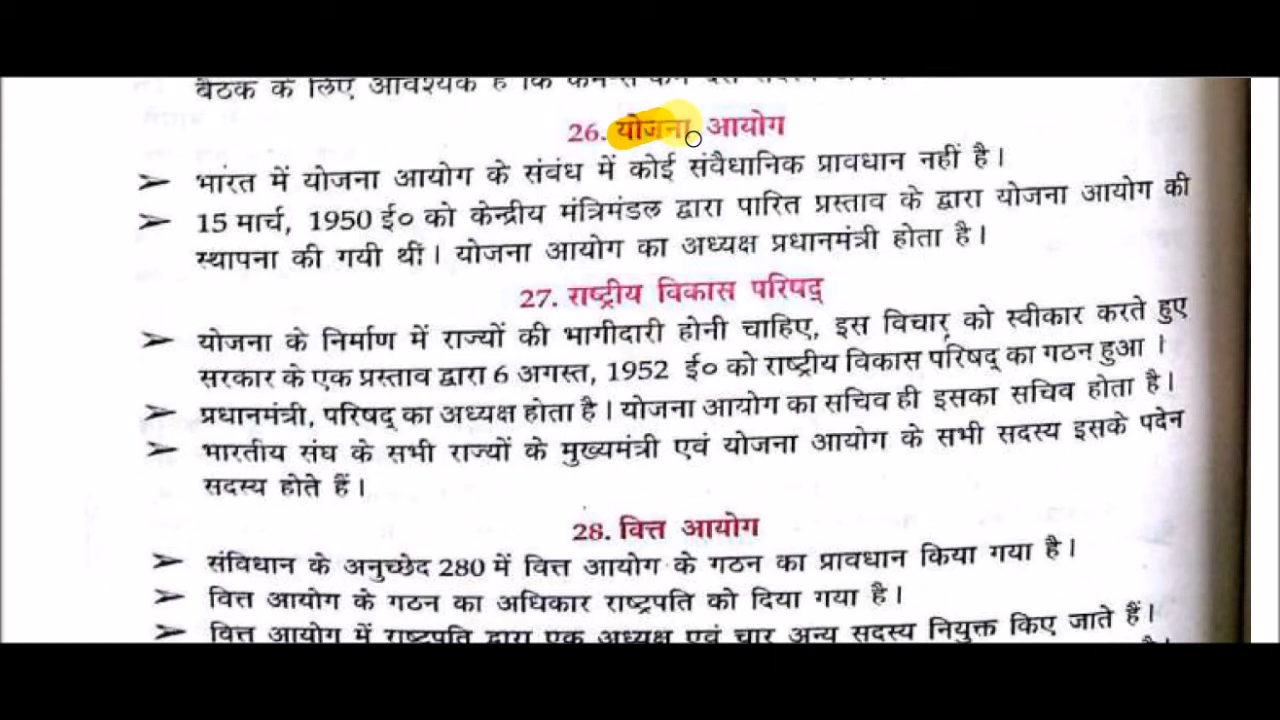 बैठक के लिए आवश्यक है कि
26. योजना आयोग
➤ भारत में योजना आयोग के संबंध में कोई संवैधानिक प्रावधान नहीं है।
➤ 15 मार्च, 1950 ई० को केन्द्रीय मंत्रिमंडल द्वारा पारित प्रस्ताव के द्वारा योजना आयोग की
स्थापना की गयी थी। योजना आयोग का अध्यक्ष प्रधानमंत्री होता है।
27. राष्ट्रीय विकास परिषद्
➤ योजना के निर्माण में राज्यों की भागीदारी होनी चाहिए, इस विचार को स्वीकार करते हुए
सरकार के एक प्रस्ताव द्वारा 6 अगस्त, 1952 ई० को राष्ट्रीय विकास परिषद् का गठन हुआ ।
➤ प्रधानमंत्री, परिषद् का अध्यक्ष होता है। योजना आयोग का सचिव ही इसका सचिव होता है।
➤ भारतीय संघ के सभी राज्यों के मुख्यमंत्री एवं योजना आयोग के सभी सदस्य इसके पदेन
सदस्य होते हैं।
28. वित्त आयोग
➤ संविधान के अनुच्छेद 280 में वित्त आयोग के गठन का प्रावधान किया गया है।
➤ वित्त आयोग के गठन का अधिकार राष्ट्रपति को दिया गया है।
➤ वित्त आयोग में राष्ट्रपति द्वारा एक अध्यक्ष एवं चार अन्य सदस्य नियुक्त किए जाते हैं।